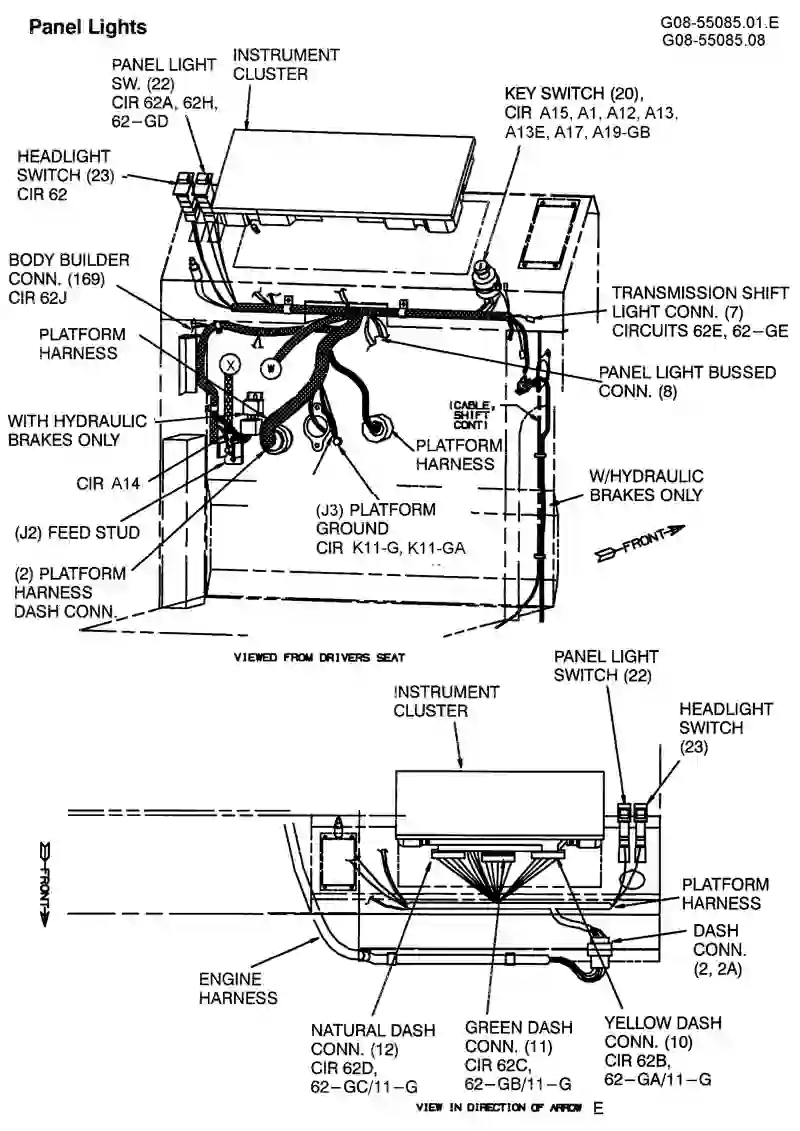 Panel Lights
G08-55085.01.E
G08-55085.08
PANEL LIGHT
SW. (22)
CIR 62A, 62H,
62-GD
INSTRUMENT
CLUSTER
KEY SWITCH (20),
CIR A15, A1, A12, A13,
A13E, A17, A19-GB
HEADLIGHT
SWITCH (23)
CIR 62
BODY BUILDER
CONN. (169)
CIR 62J
PLATFORM
HARNESS
TRANSMISSION SHIFT
LIGHT CONN. (7)
CIRCUITS 62E, 62-GE
PANEL LIGHT BUSSED
CONN. (8)
X
W
(CABLE,
SHIFT
CONT)
WITH HYDRAULIC
BRAKES ONLY
PLATFORM
HARNESS
W/HYDRAULIC
BRAKES ONLY
CIR A14
(J3) PLATFORM
GROUND
CIR K11-G, K11-GA
(J2) FEED STUD
FRONT
(2) PLATFORM
HARNESS
DASH CONN.
VIEWED FROM DRIVERS SEAT
PANEL LIGHT
SWITCH (22)
INSTRUMENT
CLUSTER
HEADLIGHT
SWITCH
(23)
FRONT
PLATFORM
HARNESS
DASH
CONN.
(2, 2A)
ENGINE
HARNESS
NATURAL DASH
CONN. (12)
CIR 62D,
62-GC/11-G
GREEN DASH
CONN. (11)
CIR 62C,
62-GB/11-G
YELLOW DASH
CONN. (10)
CIR 62B,
62-GA/11-G
VIEW IN DIRECTION OF ARROW E